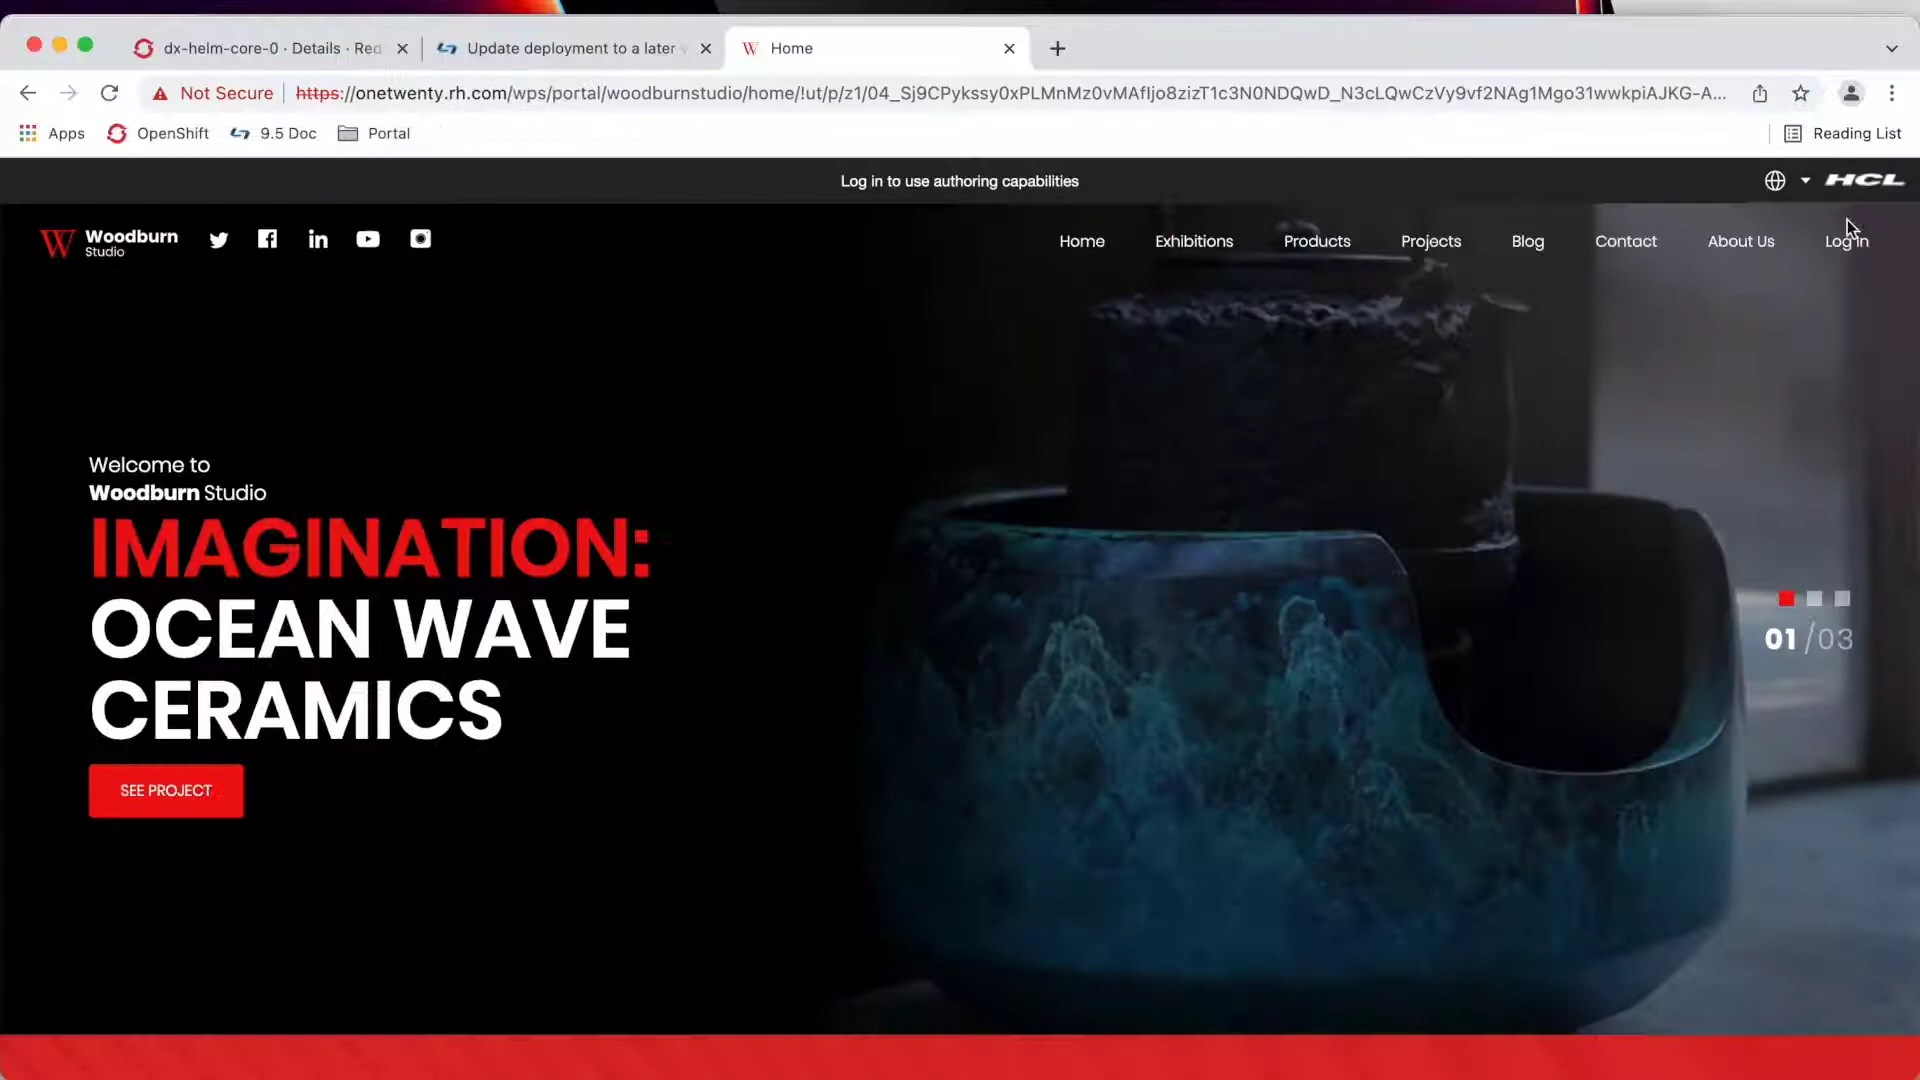 dx-helm-core-0 · Details · Red
Update deployment to a later
Home
Not Secure
https://onetwenty.rh.com/wps/portal/woodburnstudio/home/!ut/p/z1/04_Sj9CPykssy0xPLMnMz0vMAfIjo8zizT1c3N0NDQwD_N3cLQwCzVy9vf2NAg1Mgo31wwkpiAJKG-A...
Apps
OpenShift
9.5 Doc
Portal
Reading List
Log in to use authoring capabilities
HCL
W
Woodburn
Studio
Home
Exhibitions
Products
Projects
Blog
Contact
About Us
Log in
Welcome to
Woodburn Studio
IMAGINATION:
OCEAN WAVE
CERAMICS
SEE PROJECT
01 /03